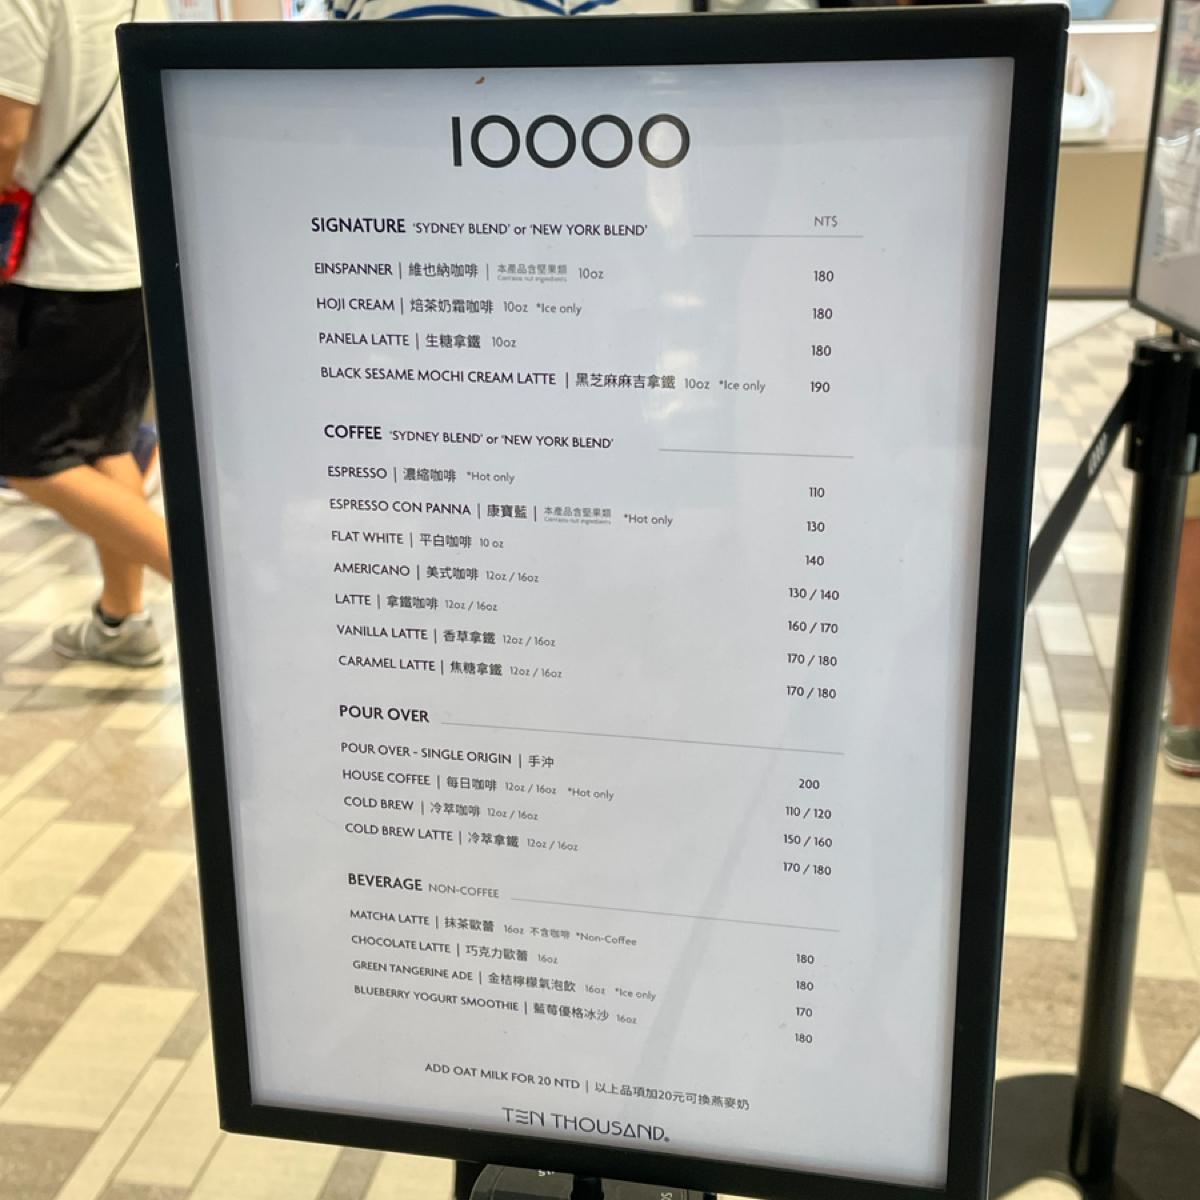 10000
SIGNATURE 'SYDNEY BLEND' or 'NEW YORK BLEND' NT$
EINSPANNER | 維也納咖啡 | 本產品含堅果類 Contains nut ingredients 10oz 180
HOJI CREAM | 焙茶奶霜咖啡 10oz *Ice only 180
PANELA LATTE | 生糖拿鐵 10oz 180
BLACK SESAME MOCHI CREAM LATTE | 黑芝麻麻吉拿鐵 10oz *Ice only 190
COFFEE 'SYDNEY BLEND' or 'NEW YORK BLEND'
ESPRESSO | 濃縮咖啡 *Hot only 110
ESPRESSO CON PANNA | 康寶藍 | 本產品含堅果類 Contains nut ingredients *Hot only 130
FLAT WHITE | 平白咖啡 10 oz 140
AMERICANO | 美式咖啡 12oz / 16oz 130 / 140
LATTE | 拿鐵咖啡 12oz / 16oz 160 / 170
VANILLA LATTE | 香草拿鐵 12oz / 16oz 170 / 180
CARAMEL LATTE | 焦糖拿鐵 12oz / 16oz 170 / 180
POUR OVER
POUR OVER - SINGLE ORIGIN | 手沖 200
HOUSE COFFEE | 每日咖啡 12oz / 16oz *Hot only 110 / 120
COLD BREW | 冷萃咖啡 12oz / 16oz 150 / 160
COLD BREW LATTE | 冷萃拿鐵 12oz / 16oz 170 / 180
BEVERAGE NON-COFFEE
MATCHA LATTE | 抹茶歐蕾 16oz 不含咖啡 *Non-Coffee 180
CHOCOLATE LATTE | 巧克力歐蕾 16oz 180
GREEN TANGERINE ADE | 金桔檸檬氣泡飲 16oz *Ice only 170
BLUEBERRY YOGURT SMOOTHIE | 藍莓優格冰沙 16oz 180
ADD OAT MILK FOR 20 NTD | 以上品項加20元可換燕麥奶
TEN THOUSAND.